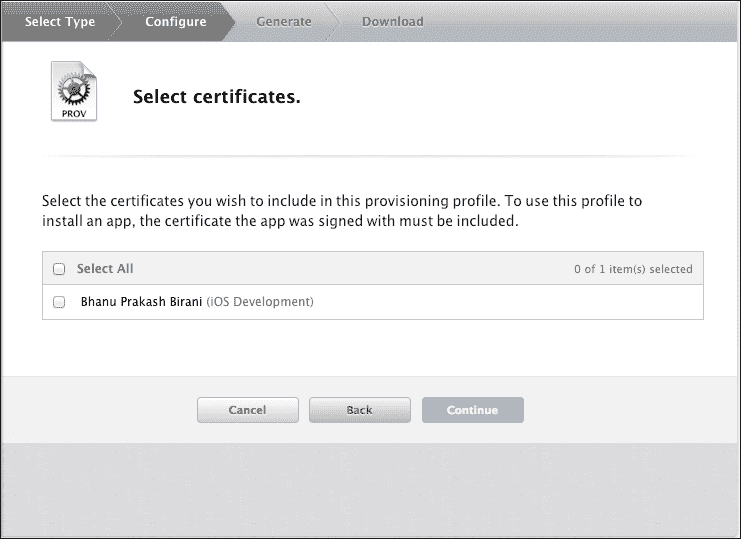 Select Type Configure Generate Download
PROV
Select certificates.
Select the certificates you wish to include in this provisioning profile. To use this profile to
install an app, the certificate the app was signed with must be included.
Select All 0 of 1 item(s) selected
Bhanu Prakash Birani (iOS Development)
Cancel Back Continue